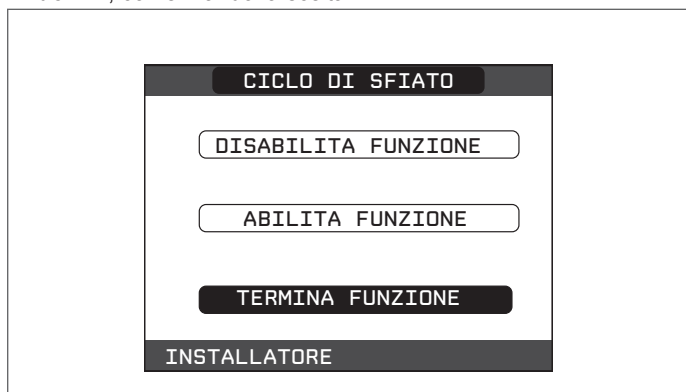 CICLO DI SFIATO
DISABILITA FUNZIONE
ABILITA FUNZIONE
TERMINA FUNZIONE
INSTALLATORE